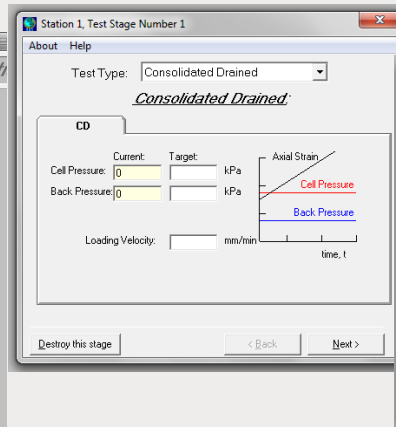 Station 1, Test Stage Number 1
About Help
Test Type: Consolidated Drained
Consolidated Drained:
CD
Current: Target:
Cell Pressure: 0 kPa
Back Pressure: 0 kPa
Loading Velocity: mm/min
Axial Strain
Cell Pressure
Back Pressure
time, t
Destroy this stage < Back Next >